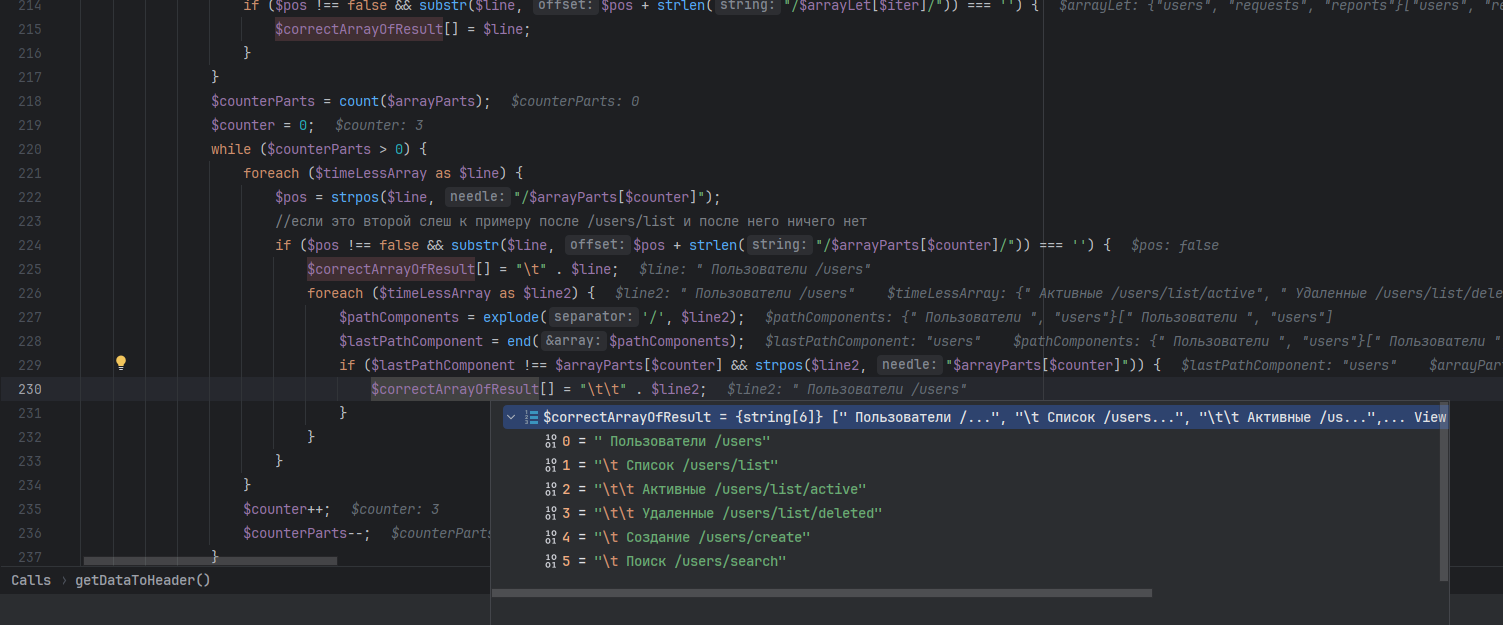 214 if ($pos !== false && substr($line, offset: $pos + strlen( string: "/$arrayLet[$iter]/")) === '') { $arrayLet: {"users", "requests", "reports"}["users", "re
215 $correctArrayOfResult[] = $line;
216 }
217 }
218 $counterParts = count($arrayParts); $counterParts: 0
219 $counter = 0; $counter: 3
220 while ($counterParts > 0) {
221 foreach ($timeLessArray as $line) {
222 $pos = strpos($line, needle: "/$arrayParts[$counter]");
223 //если это второй слеш к примеру после /users/list и после него ничего нет
224 if ($pos !== false && substr($line, offset: $pos + strlen( string: "/$arrayParts[$counter]/")) === '') { $pos: false
225 $correctArrayOfResult[] = "\t" . $line; $line: " Пользователи /users"
226 foreach ($timeLessArray as $line2) { $line2: " Пользователи /users" $timeLessArray: {" Активные /users/list/active", " Удаленные /users/list/dele
227 $pathComponents = explode( separator: '/', $line2); $pathComponents: {" Пользователи ", "users"}[" Пользователи ", "users"]
228 $lastPathComponent = end( &array: $pathComponents); $lastPathComponent: "users" $pathComponents: {" Пользователи ", "users"}[" Пользователи "
229 if ($lastPathComponent !== $arrayParts[$counter] && strpos($line2, needle: "$arrayParts[$counter]")) { $lastPathComponent: "users" $arrayPar
230 $correctArrayOfResult[] = "\t\t" . $line2; $line2: " Пользователи /users"
231 }
$correctArrayOfResult = {string[6]} [" Пользователи /...", "\t Список /users...", "\t\t Активные /us...",... View
232 }
0 = " Пользователи /users"
233 }
1 = "\t Список /users/list"
234 }
2 = "\t\t Активные /users/list/active"
235 $counter++; $counter: 3
3 = "\t\t Удаленные /users/list/deleted"
236 $counterParts--; $counterParts
4 = "\t Создание /users/create"
237 }
5 = "\t Поиск /users/search"
Calls › getDataToHeader()